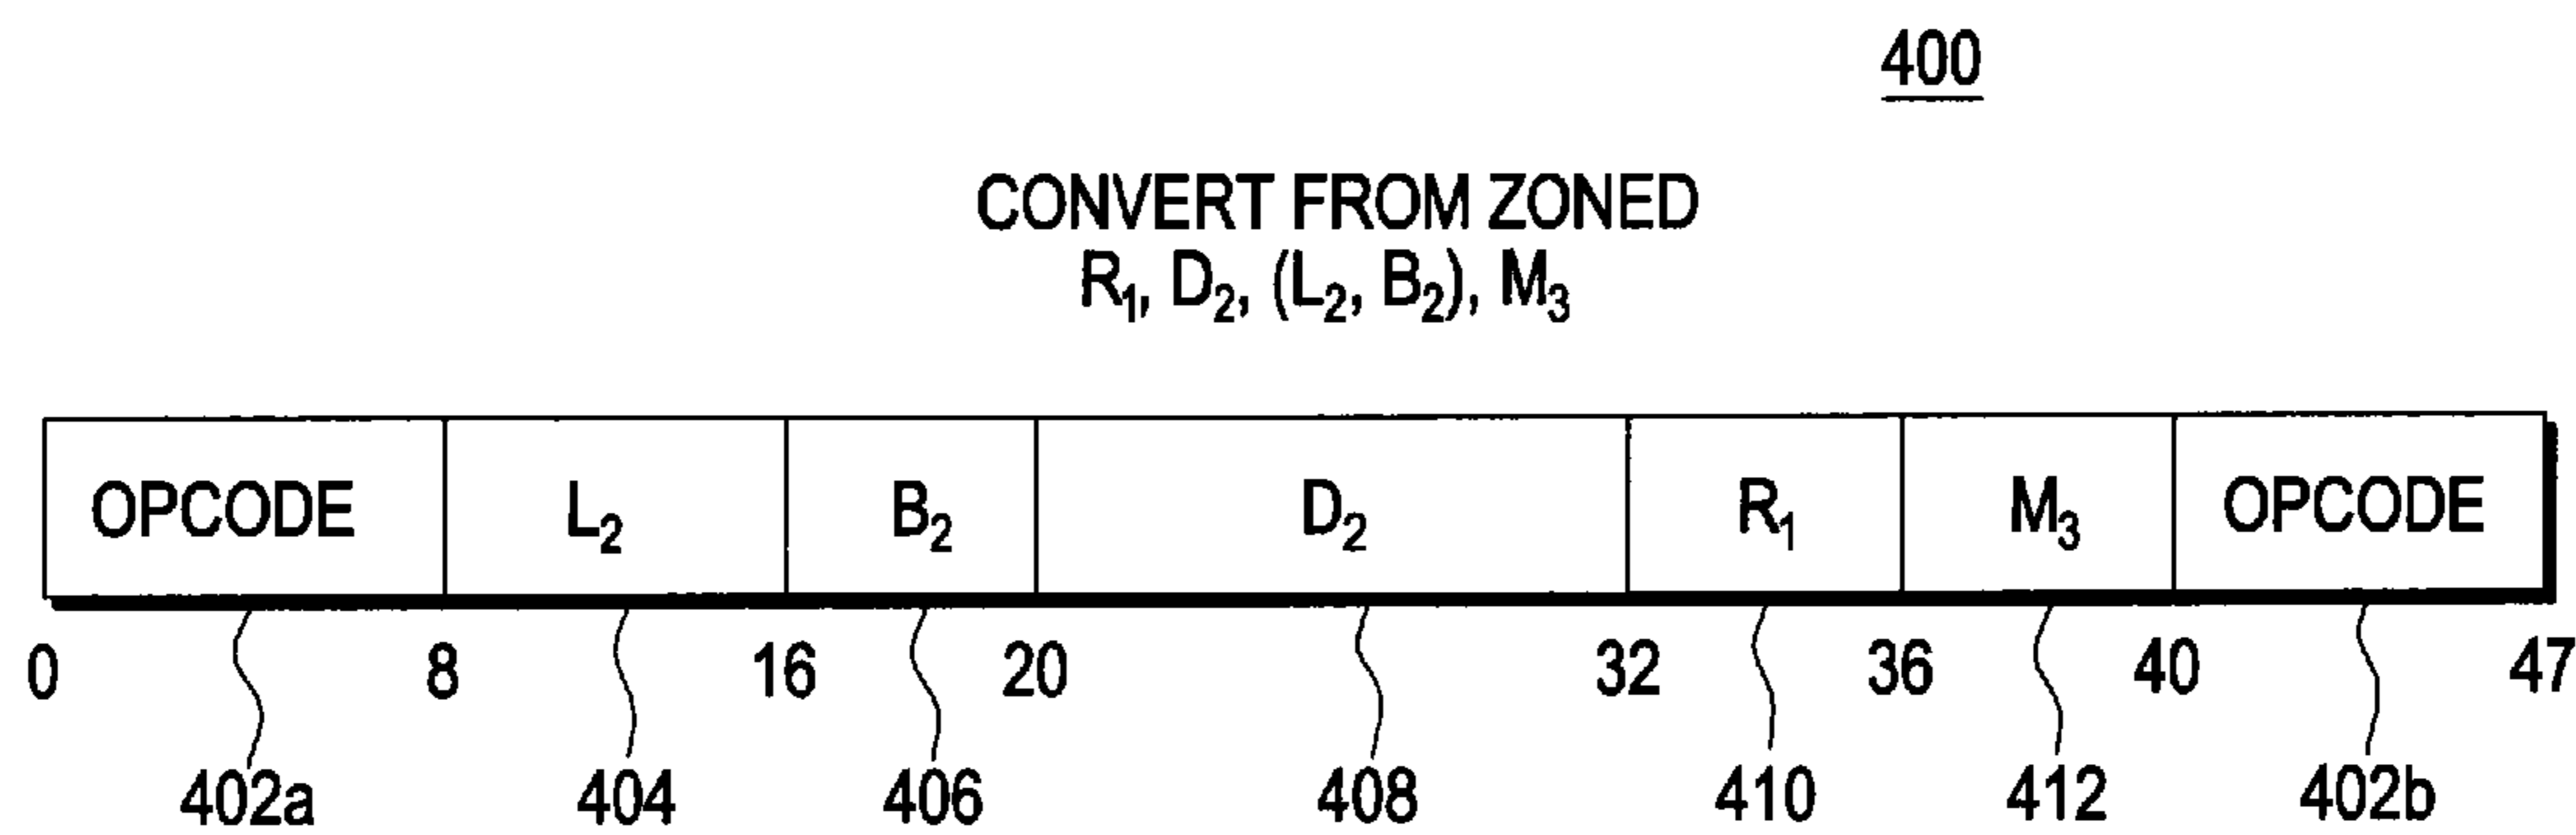 400
CONVERT FROM ZONED
R₁, D₂, (L₂, B₂), M₃
OPCODE L₂ B₂ D₂ R₁ M₃ OPCODE
0 8 16 20 32 36 40 47
402a 404 406 408 410 412 402b